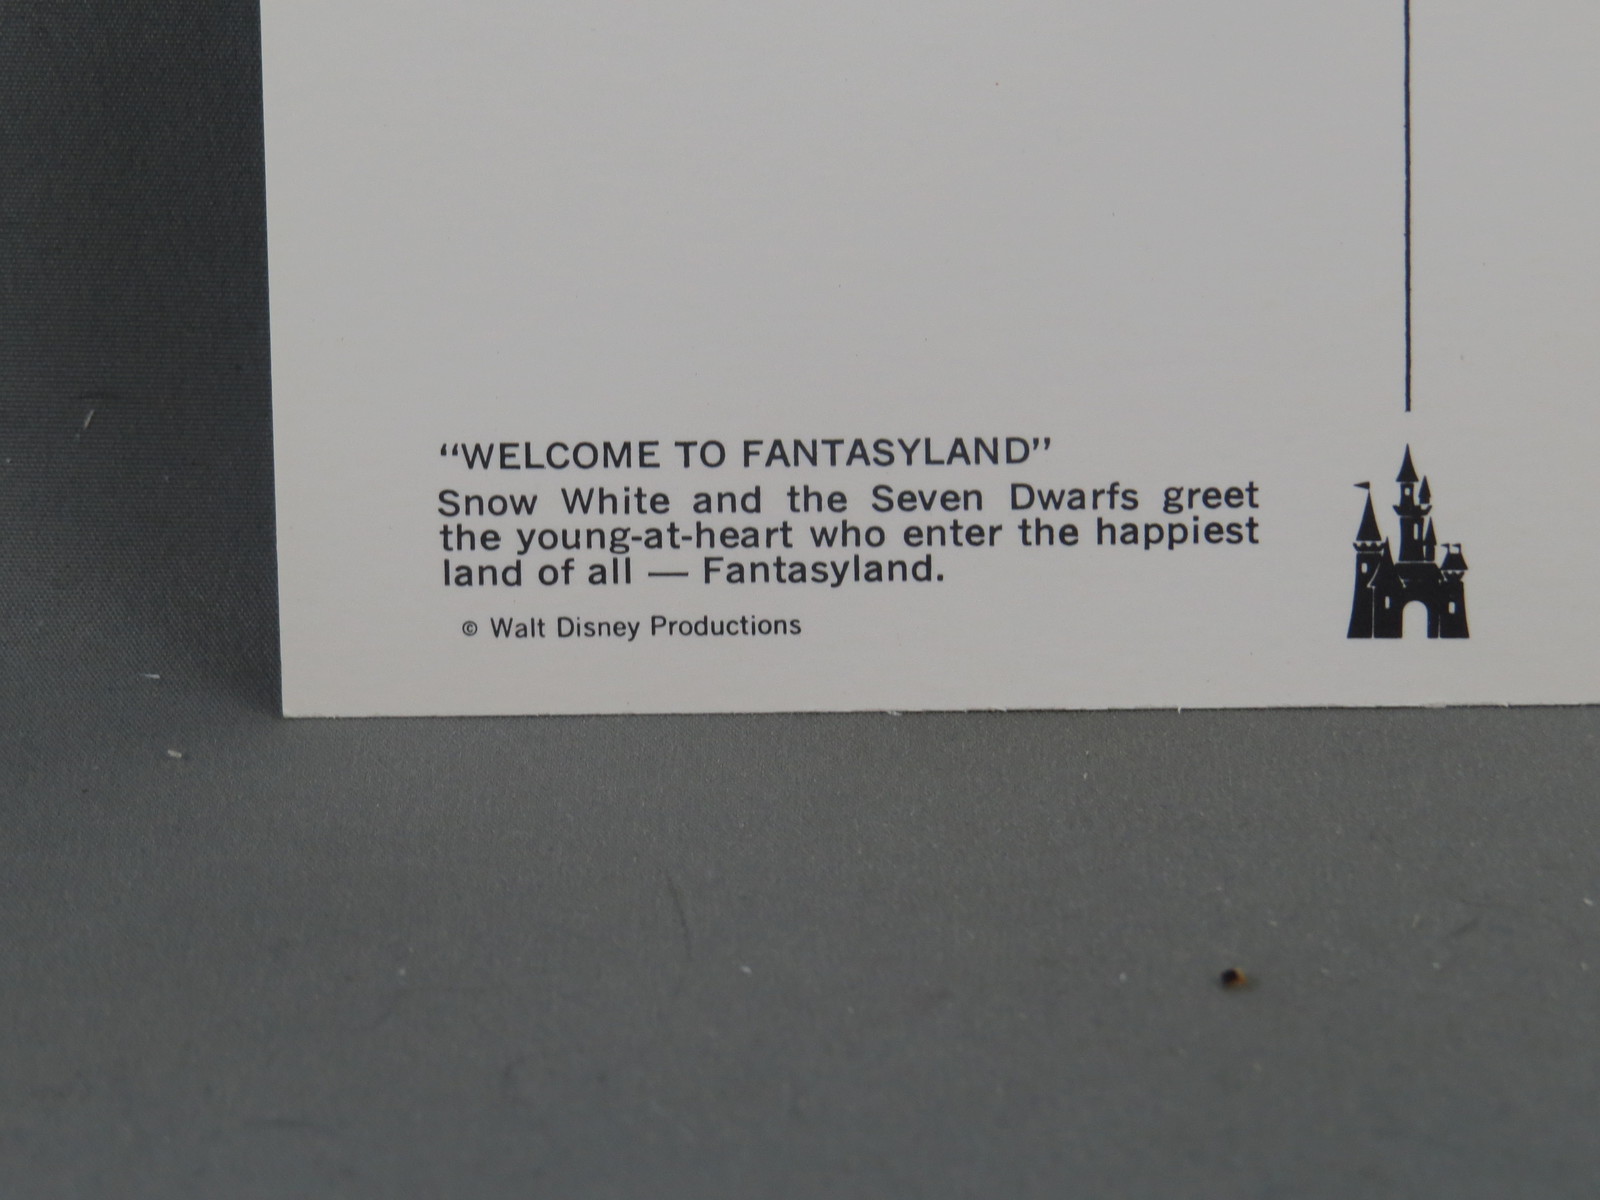 “WELCOME TO FANTASYLAND”
Snow White and the Seven Dwarfs greet
the young-at-heart who enter the happiest
land of all — Fantasyland.
© Walt Disney Productions